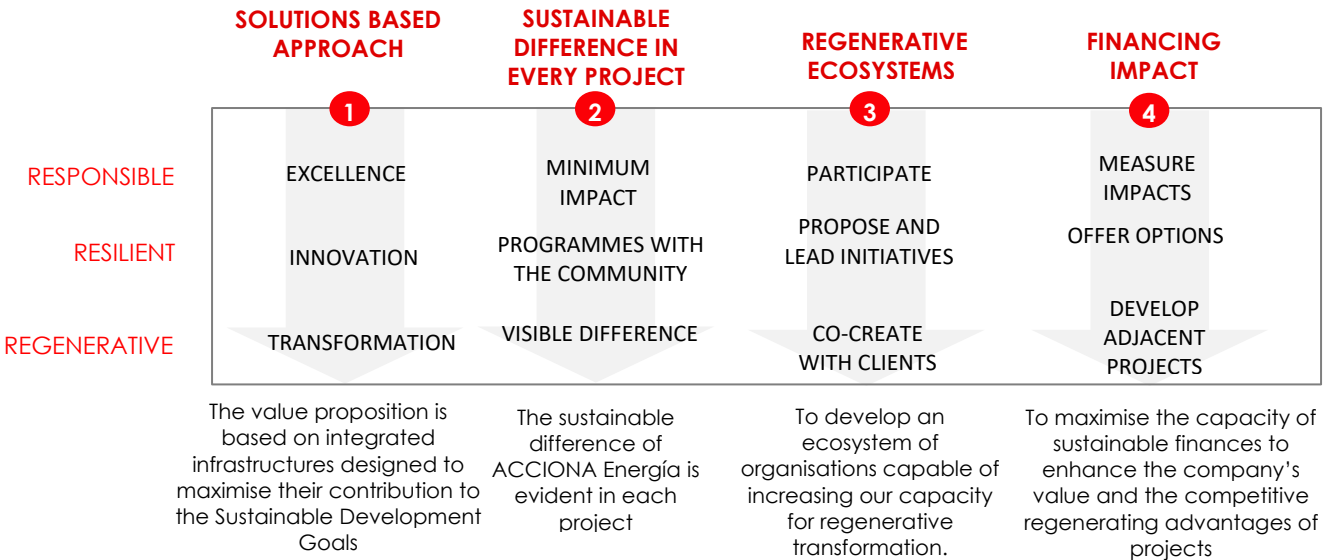 SOLUTIONS BASED
APPROACH
SUSTAINABLE
DIFFERENCE IN
EVERY PROJECT
REGENERATIVE
ECOSYSTEMS
FINANCING
IMPACT
1
2
3
4
RESPONSIBLE
EXCELLENCE
MINIMUM
IMPACT
PARTICIPATE
MEASURE
IMPACTS
RESILIENT
INNOVATION
PROGRAMMES WITH
THE COMMUNITY
PROPOSE AND
LEAD INITIATIVES
OFFER OPTIONS
REGENERATIVE
TRANSFORMATION
VISIBLE DIFFERENCE
CO-CREATE
WITH CLIENTS
DEVELOP
ADJACENT
PROJECTS
The value proposition is
based on integrated
infrastructures designed to
maximise their contribution to
the Sustainable Development
Goals
The sustainable
difference of
ACCIONA Energía is
evident in each
project
To develop an
ecosystem of
organisations capable of
increasing our capacity
for regenerative
transformation.
To maximise the capacity of
sustainable finances to
enhance the company’s
value and the competitive
regenerating advantages of
projects